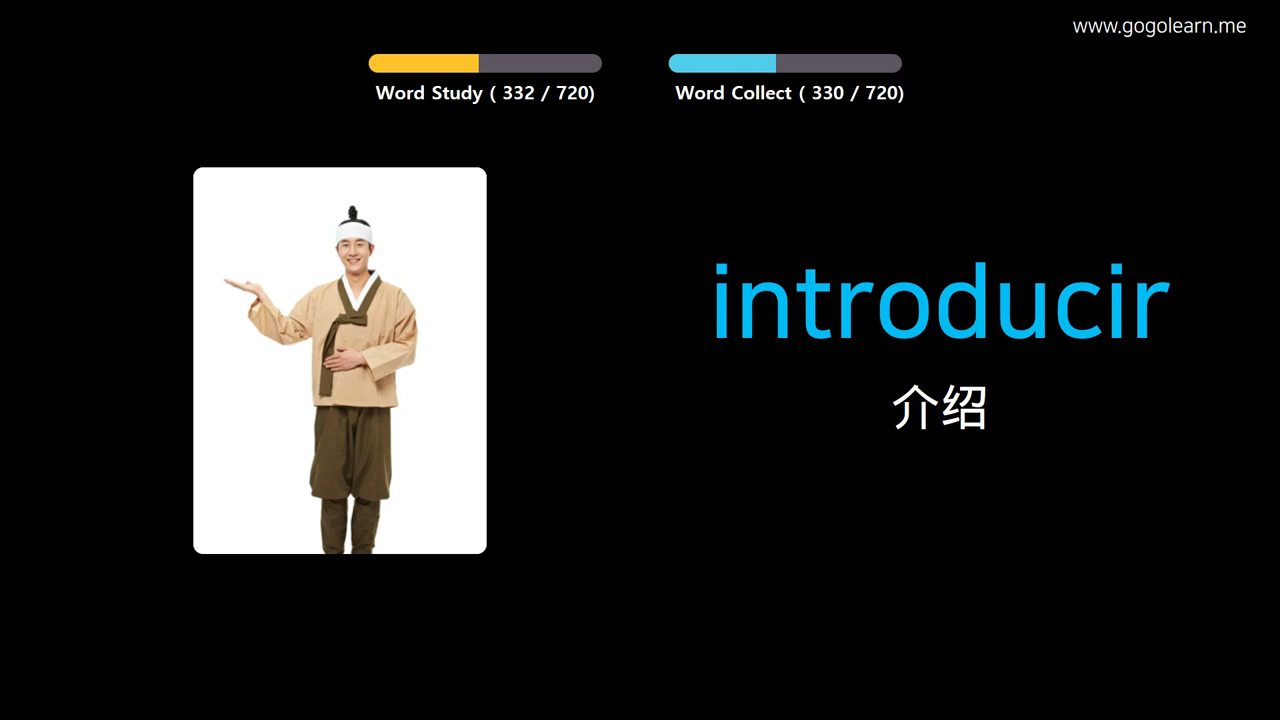 www.gogolearn.me
Word Study ( 332 / 720)
Word Collect ( 330 / 720)
introducir
介绍